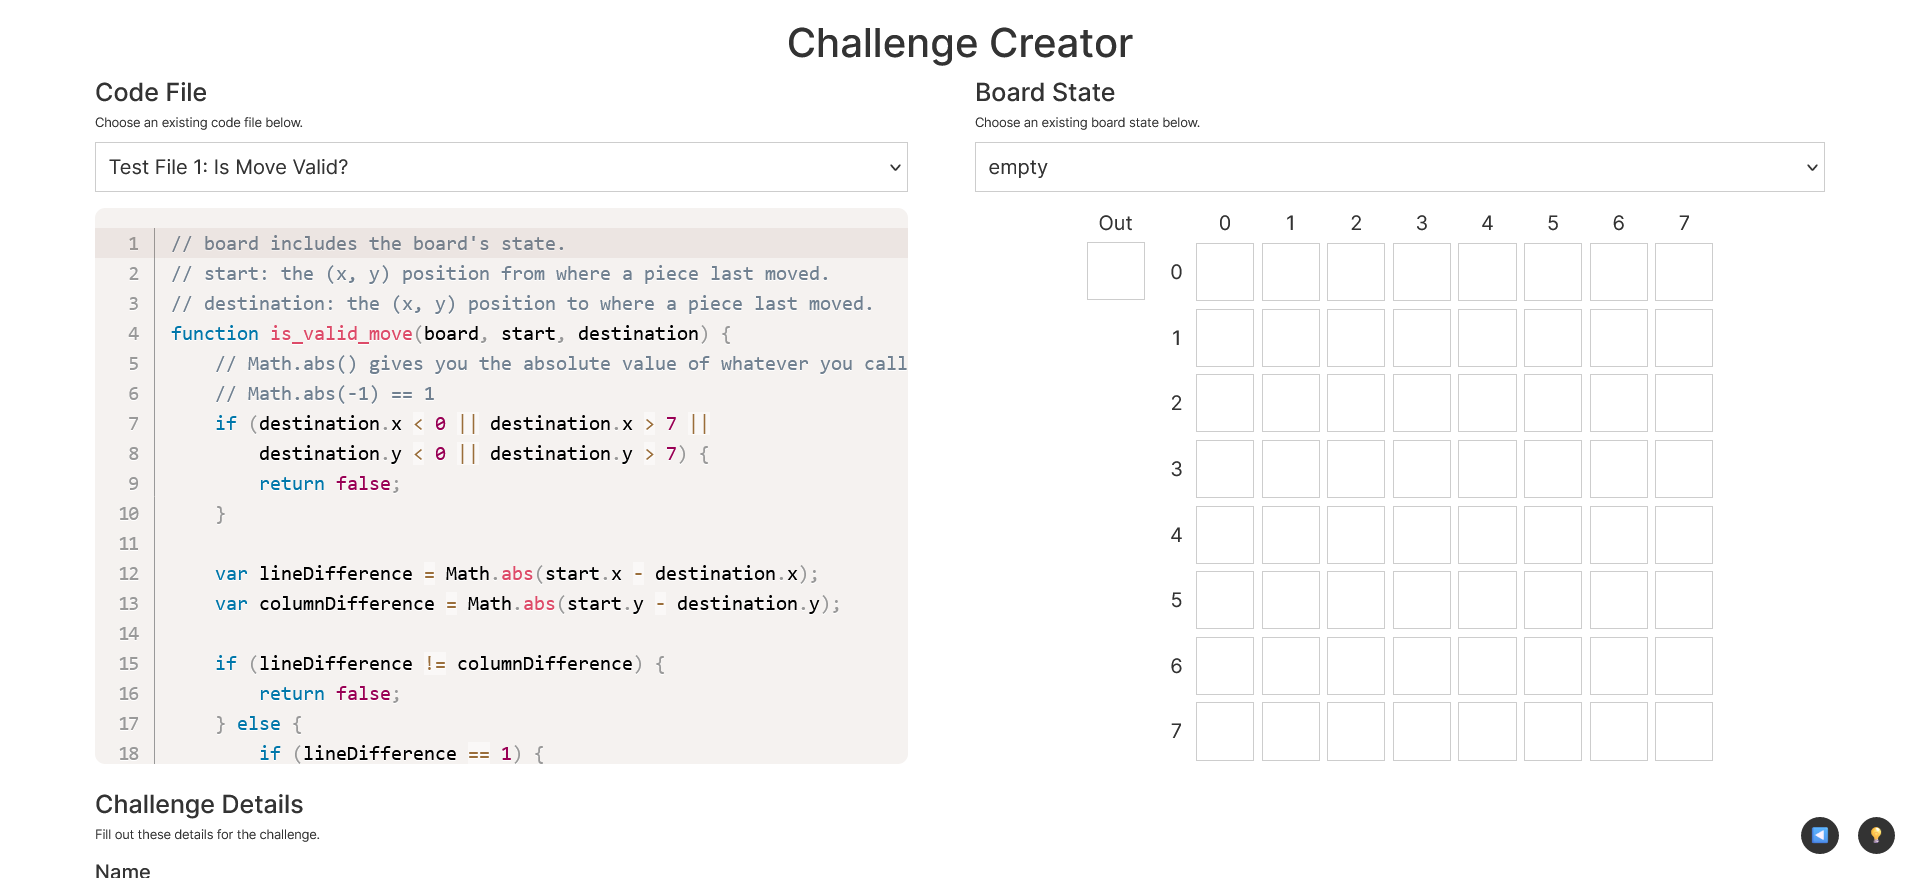 Challenge Creator
Code File
Choose an existing code file below.
Test File 1: Is Move Valid?
1 // board includes the board's state.
2 // start: the (x, y) position from where a piece last moved.
3 // destination: the (x, y) position to where a piece last moved.
4 function is_valid_move(board, start, destination) {
5 // Math.abs() gives you the absolute value of whatever you call
6 // Math.abs(-1) == 1
7 if (destination.x < 0 || destination.x > 7 ||
8 destination.y < 0 || destination.y > 7) {
9 return false;
10 }
11
12 var lineDifference = Math.abs(start.x - destination.x);
13 var columnDifference = Math.abs(start.y - destination.y);
14
15 if (lineDifference != columnDifference) {
16 return false;
17 } else {
18 if (lineDifference == 1) {
Board State
Choose an existing board state below.
empty
Out 0 1 2 3 4 5 6 7
0
1
2
3
4
5
6
7
Challenge Details
Fill out these details for the challenge.
Name